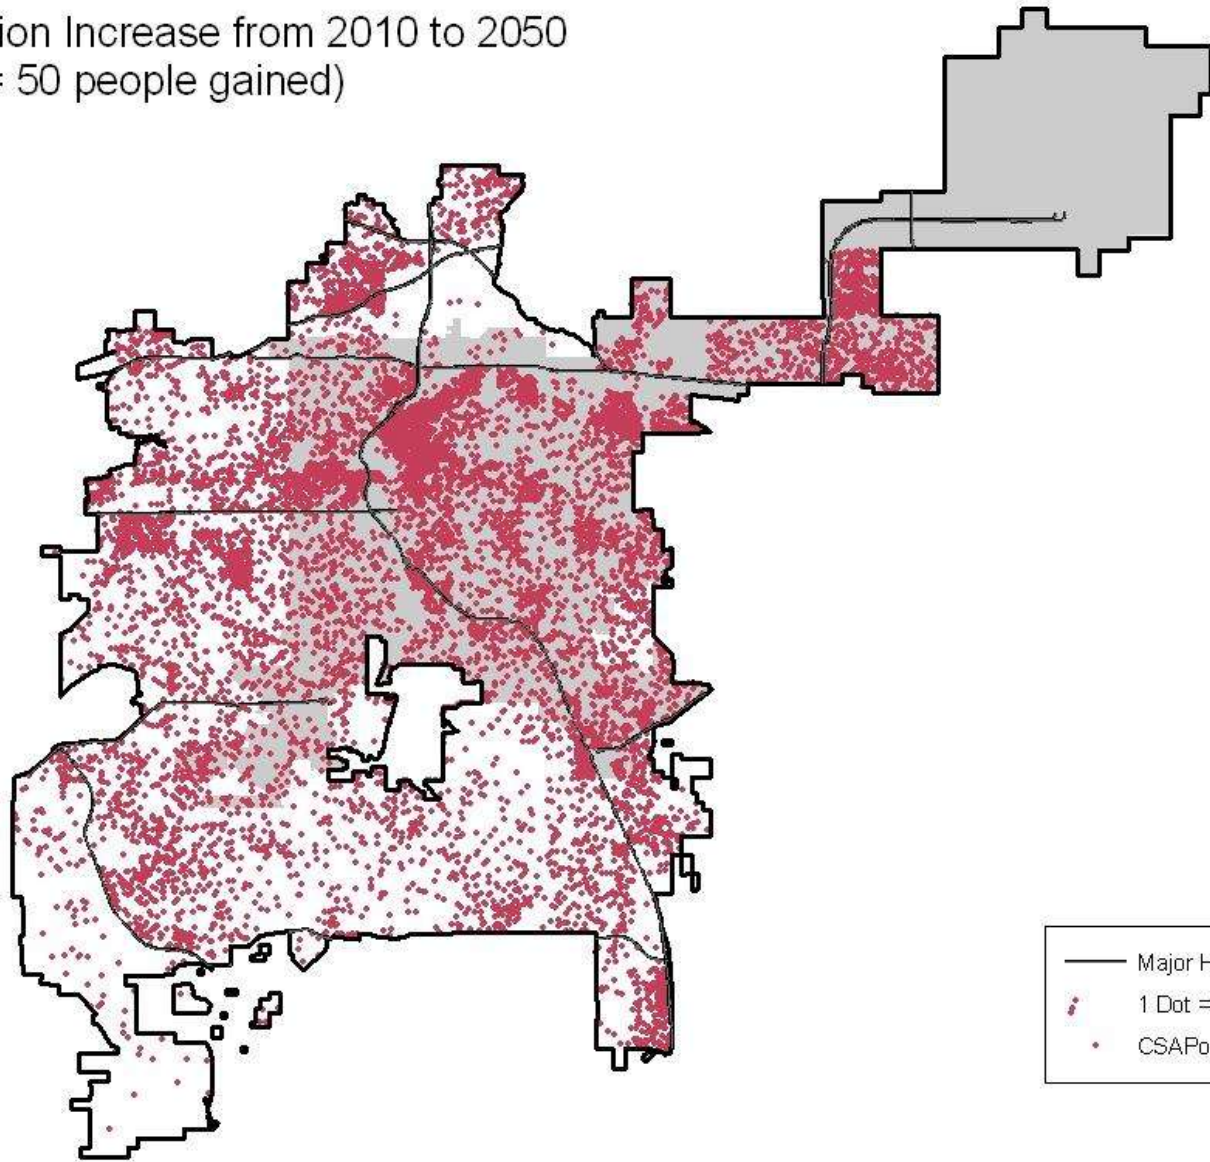 ion Increase from 2010 to 2050
= 50 people gained)
Major H
1 Dot =
CSAPo